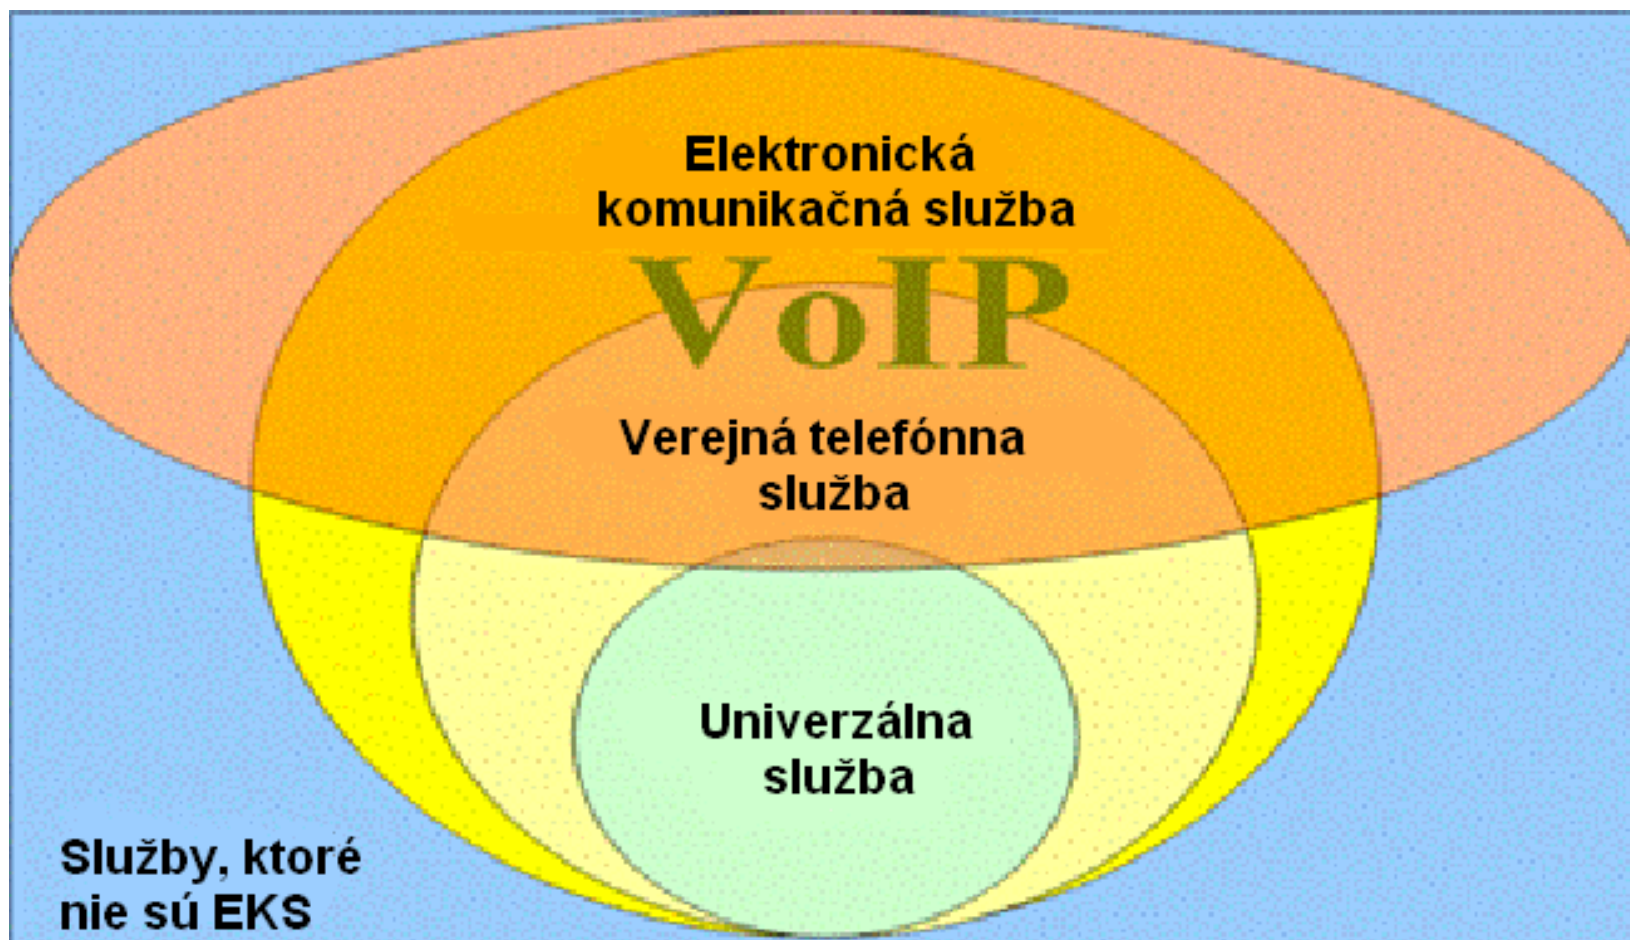 Elektronická
komunikačná služba
VoIP
Verejná telefónna
služba
Univerzálna
služba
Služby, ktoré
nie sú EKS